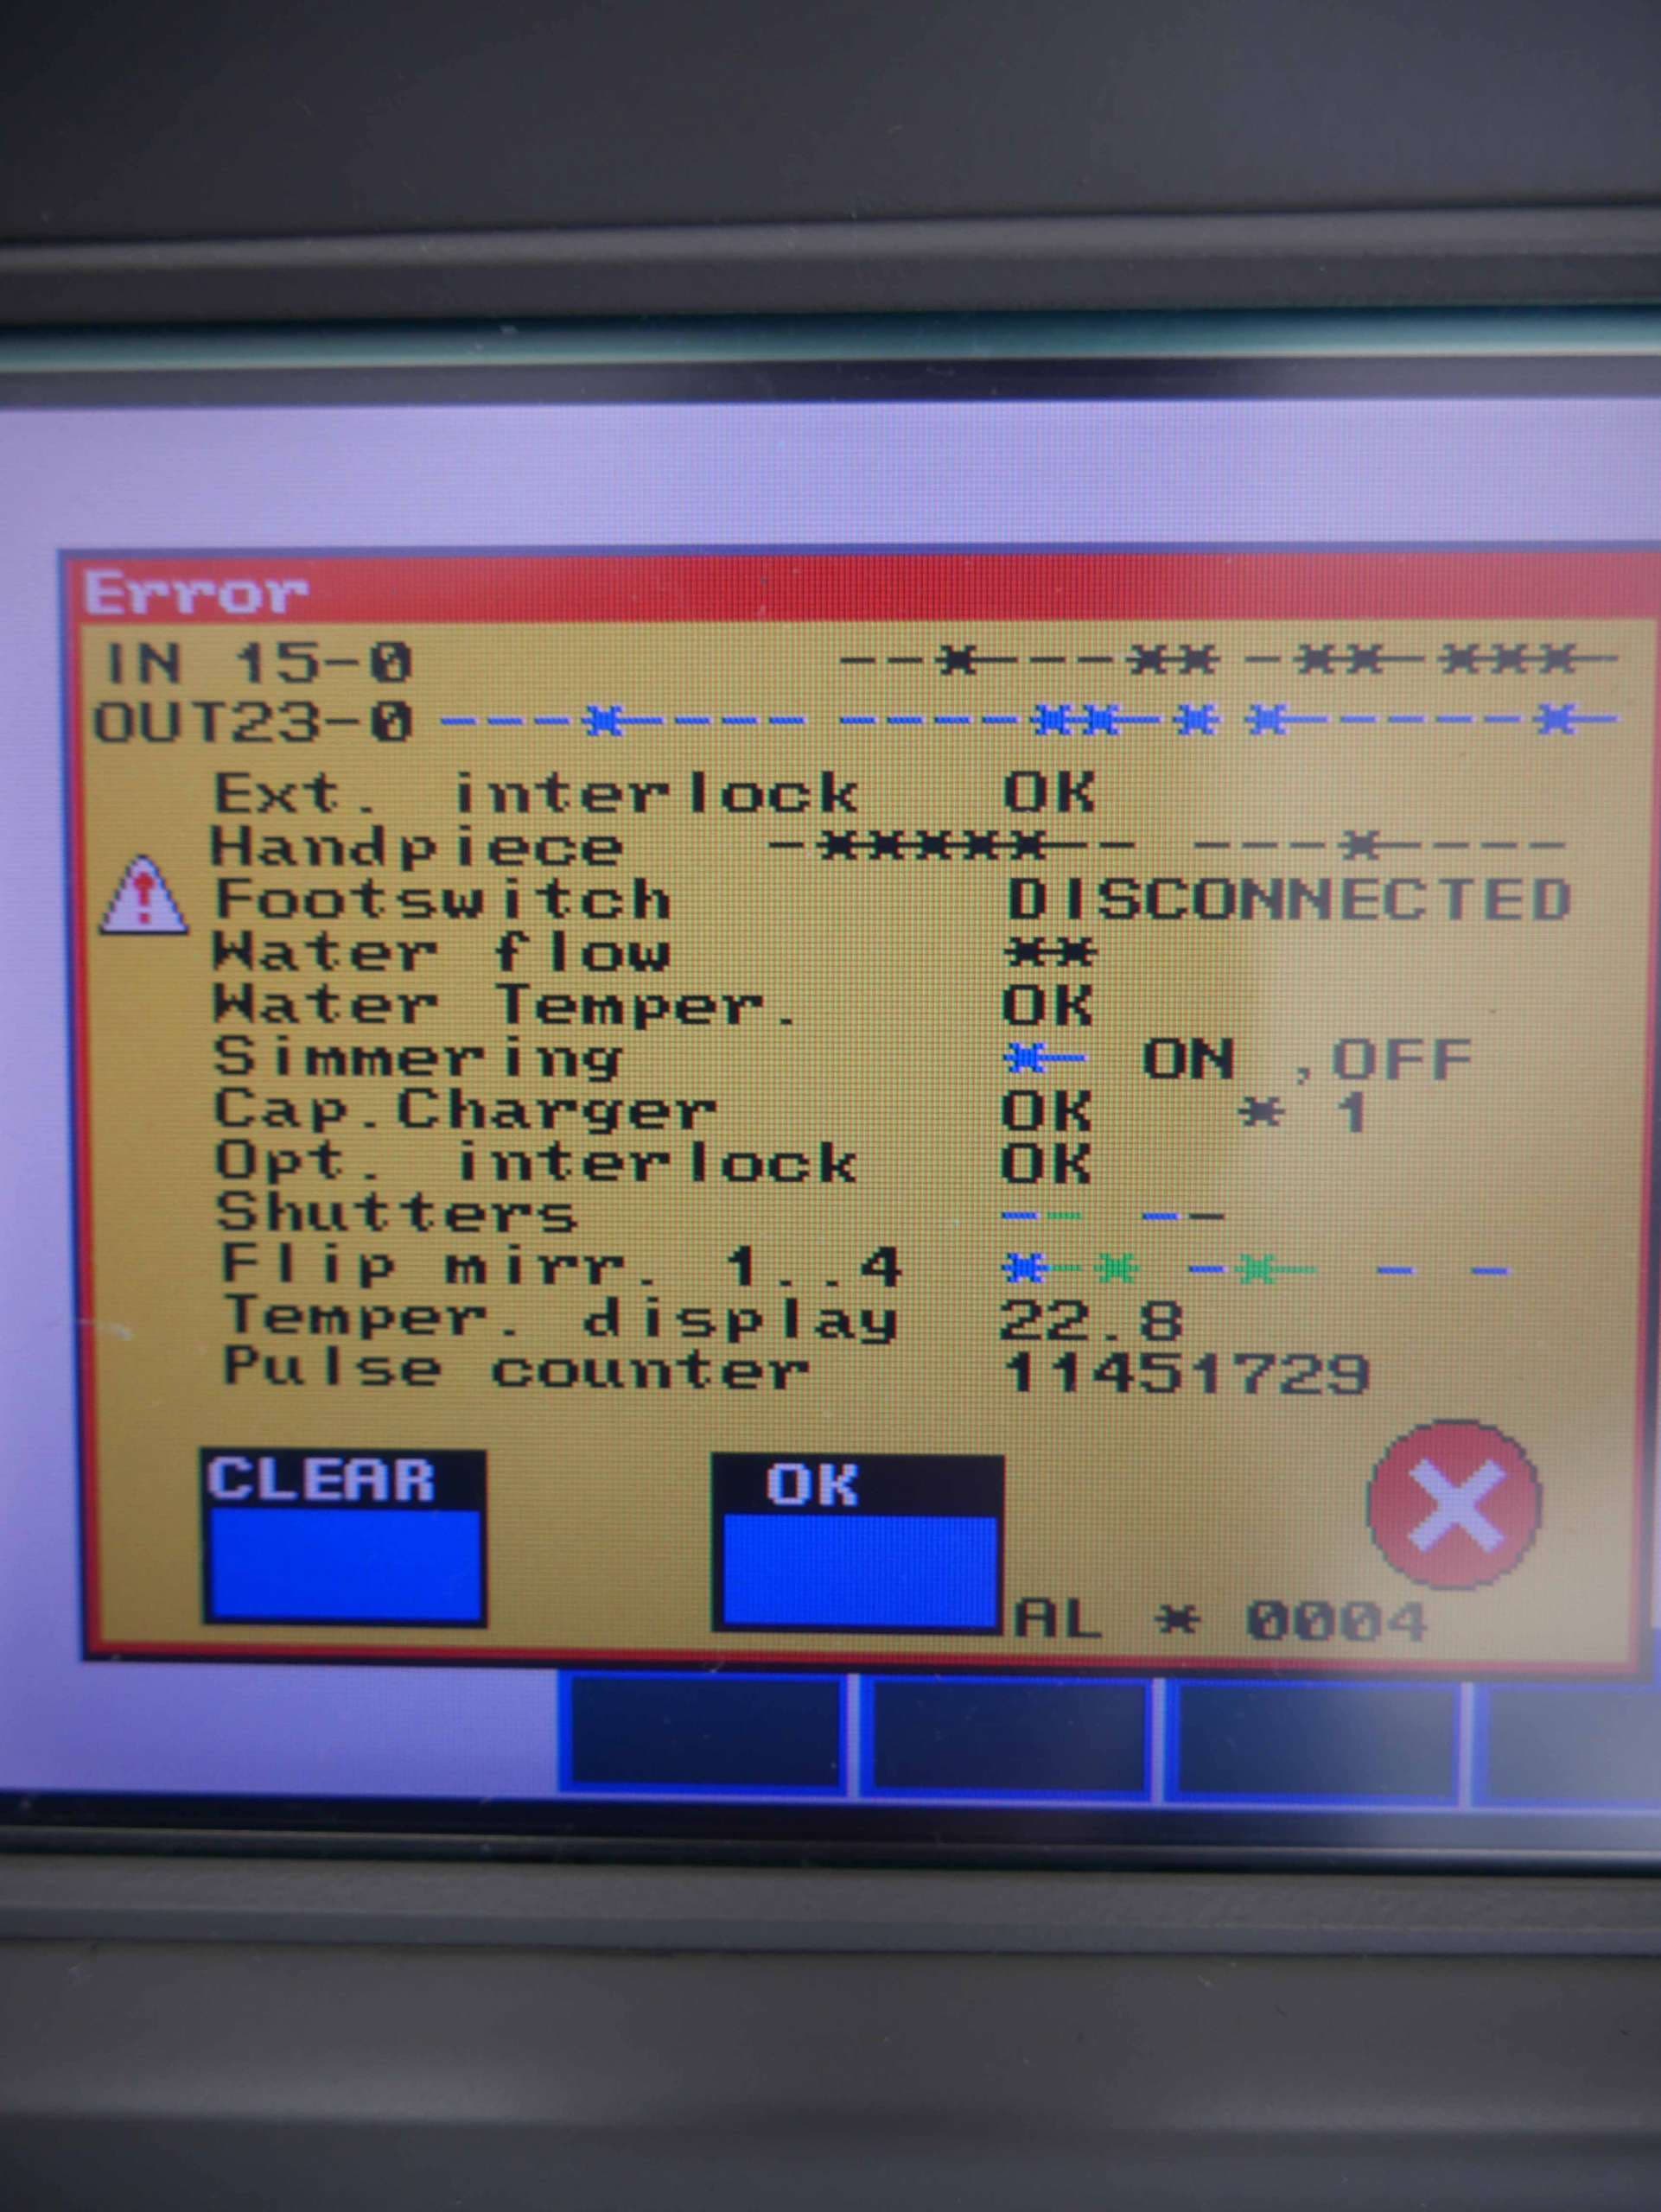 Error
IN 15-0 --*---** -**-***-
OUT23-0 ---*---- ----**-* *-----*-
Ext. interlock OK
Handpiece -*****-- ---*----
Footswitch DISCONNECTED
Water flow **
Water Temper. OK
Simmering *- ON ,OFF
Cap.Charger OK * 1
Opt. interlock OK
Shutters -- --
Flip mirr. 1..4 *-* -*- - -
Temper. display 22.8
Pulse counter 11451729
CLEAR
OK
AL * 0004